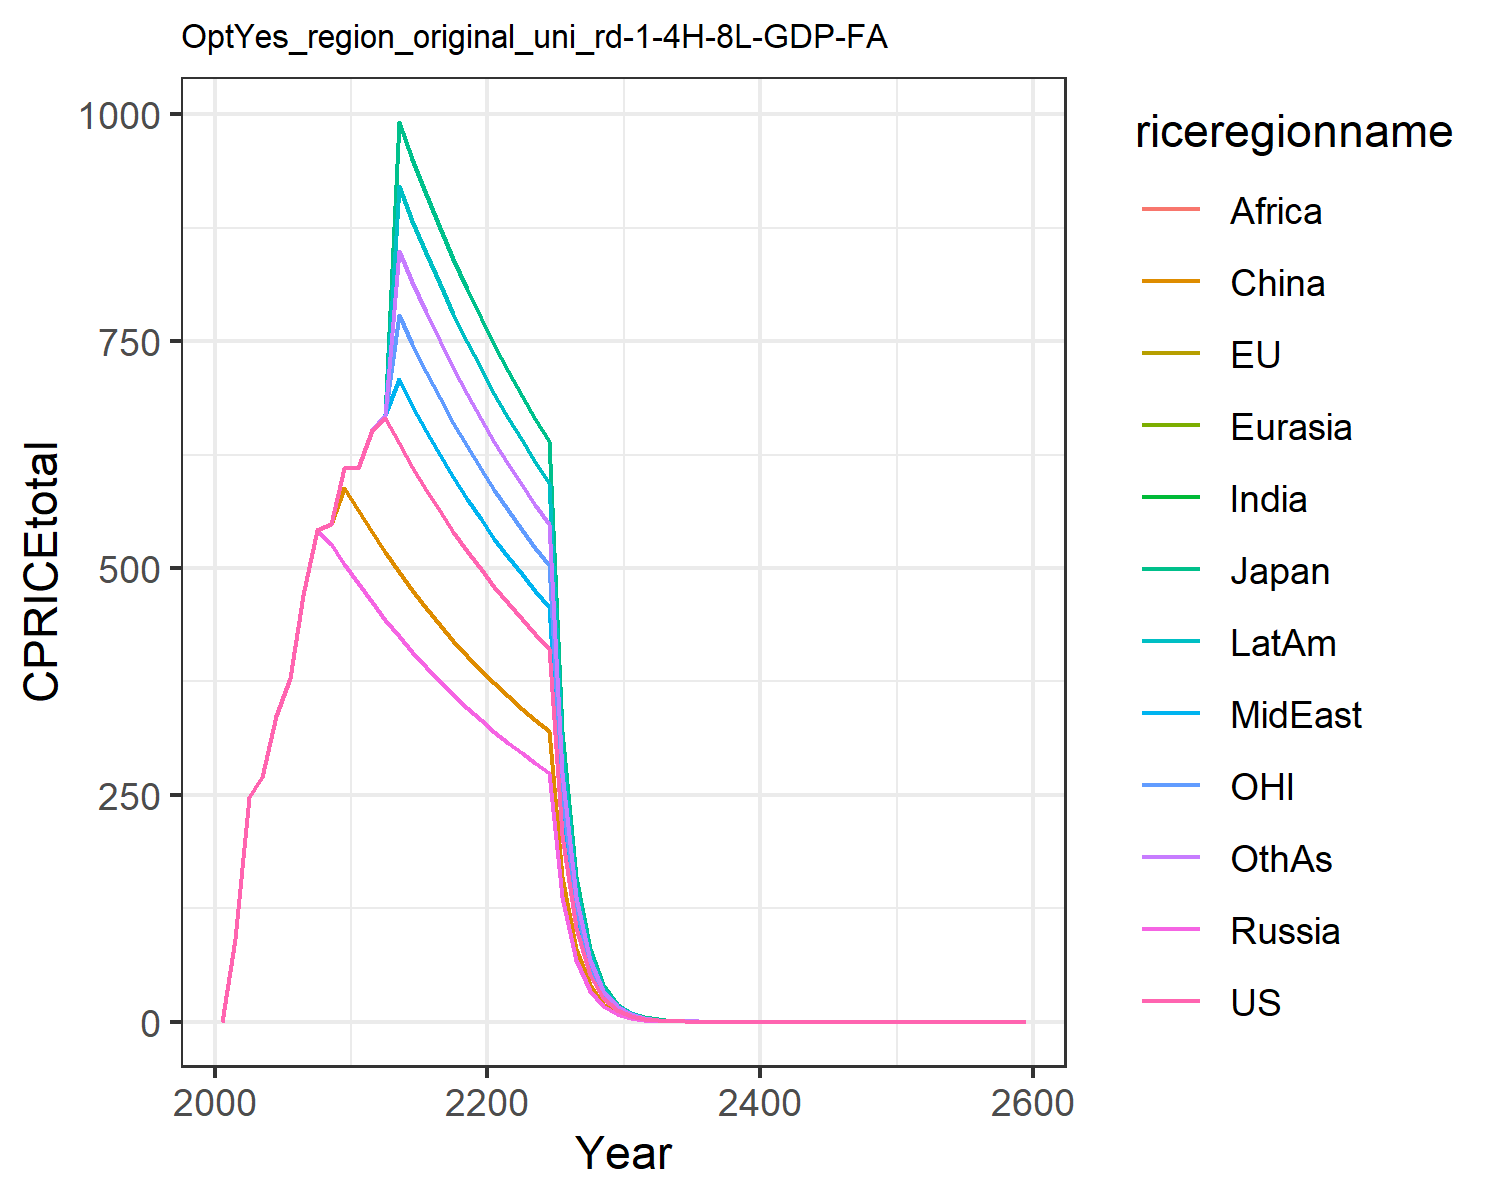 OptYes_region_original_uni_rd-1-4H-8L-GDP-FA
1000
750
500
250
0
CPRICEtotal
2000
2200
2400
2600
Year
riceregionname
Africa
China
EU
Eurasia
India
Japan
LatAm
MidEast
OHI
OthAs
Russia
US